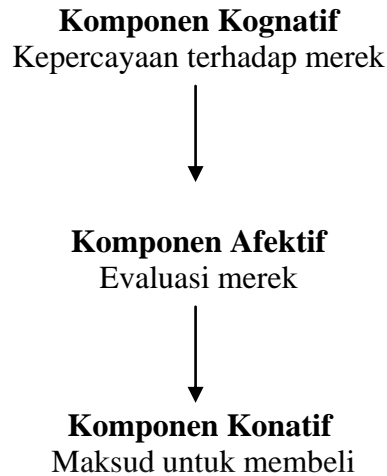 Komponen Kognatif
Kepercayaan terhadap merek
Komponen Afektif
Evaluasi merek
Komponen Konatif
Maksud untuk membeli